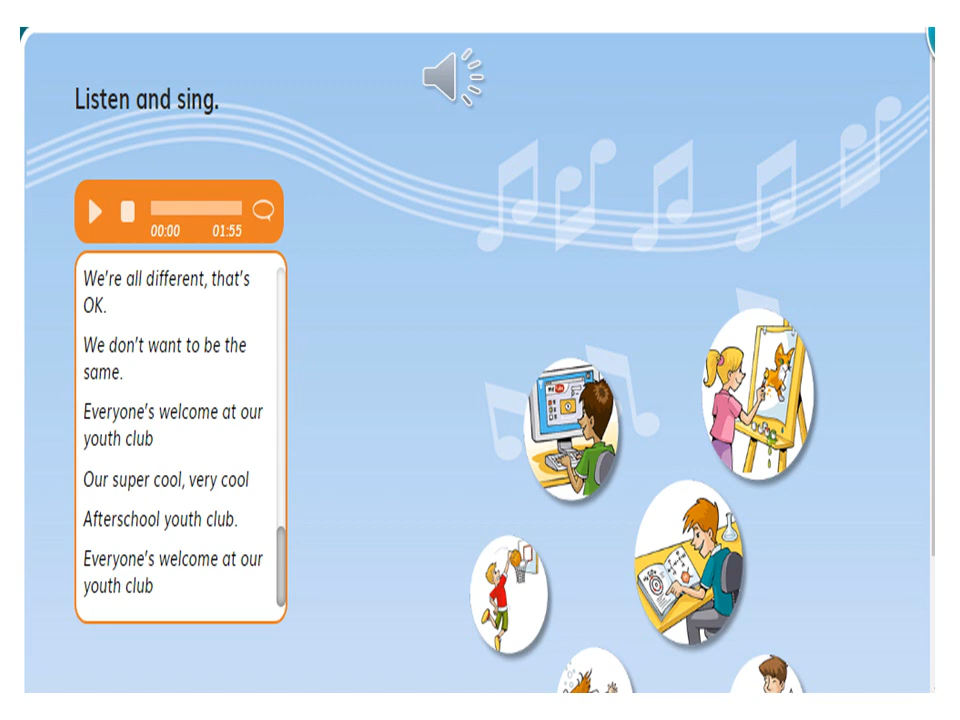 Listen and sing.
00:00 01:55
We're all different, that's
OK.
We don't want to be the
same.
Everyone's welcome at our
youth club
Our super cool, very cool
Afterschool youth club.
Everyone's welcome at our
youth club